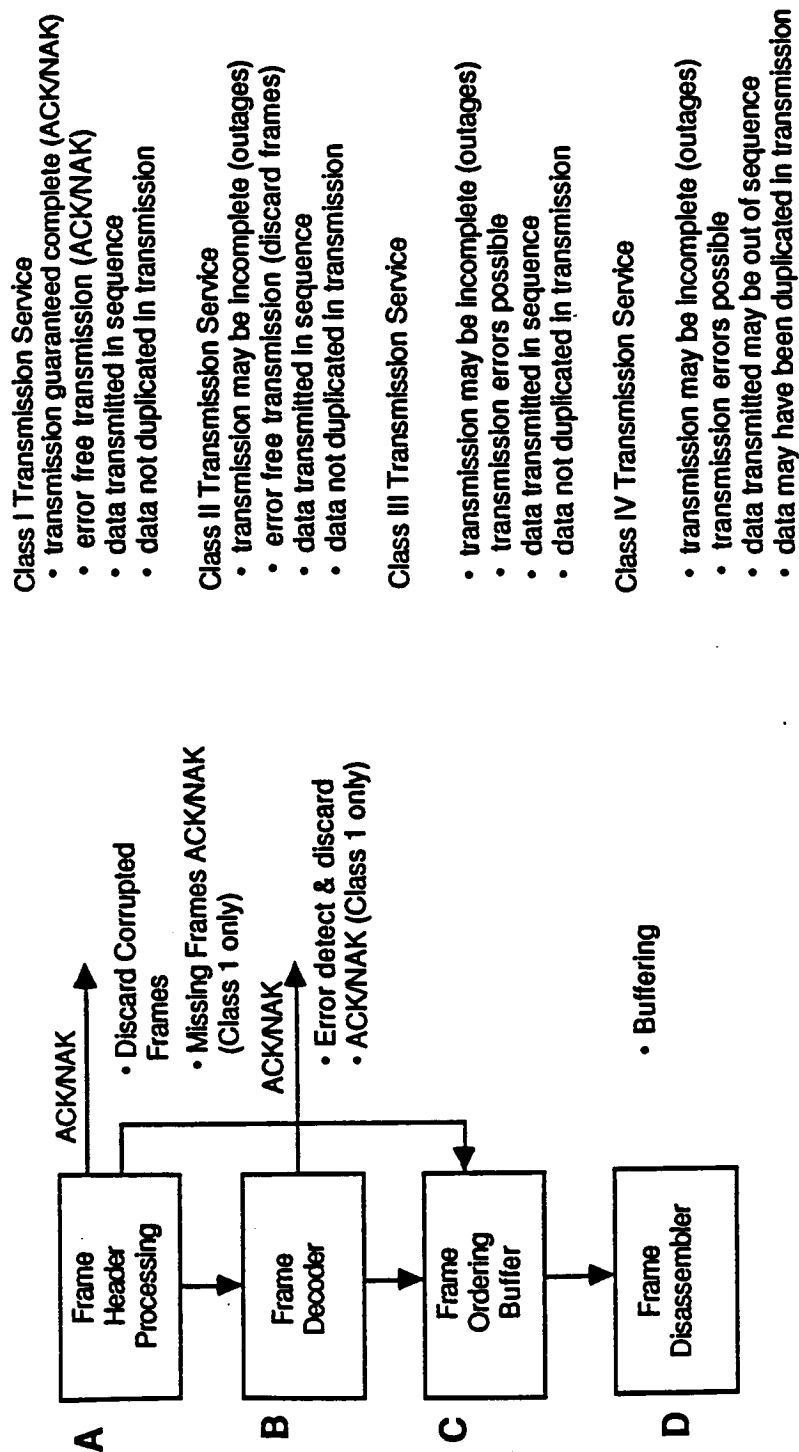 A
Frame
Header
Processing
ACK/NAK
• Discard Corrupted
Frames
• Missing Frames ACK/NAK
(Class 1 only)
B
Frame
Decoder
ACK/NAK
• Error detect & discard
• ACK/NAK (Class 1 only)
C
Frame
Ordering
Buffer
D
Frame
Disassembler
• Buffering
Class I Transmission Service
• transmission guaranteed complete (ACK/NAK)
• error free transmission (ACK/NAK)
• data transmitted in sequence
• data not duplicated in transmission
Class II Transmission Service
• transmission may be incomplete (outages)
• error free transmission (discard frames)
• data transmitted in sequence
• data not duplicated in transmission
Class III Transmission Service
• transmission may be incomplete (outages)
• transmission errors possible
• data transmitted in sequence
• data not duplicated in transmission
Class IV Transmission Service
• transmission may be incomplete (outages)
• transmission errors possible
• data transmitted may be out of sequence
• data may have been duplicated in transmission